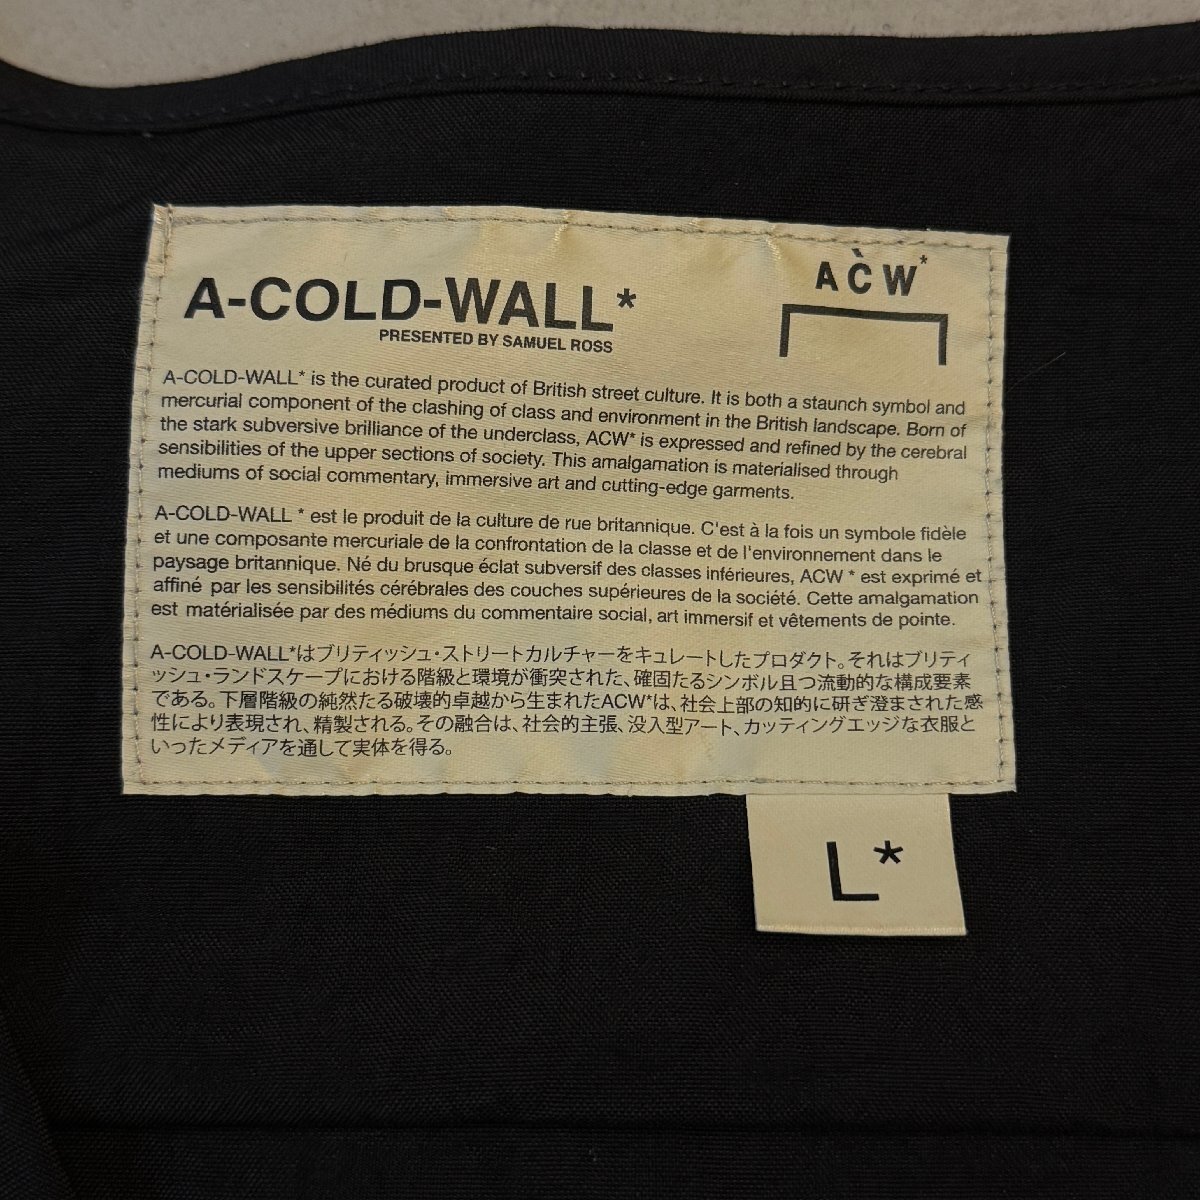 A-COLD-WALL*
PRESENTED BY SAMUEL ROSS
ACẀ*
A-COLD-WALL* is the curated product of British street culture. It is both a staunch symbol and
mercurial component of the clashing of class and environment in the British landscape. Born of
the stark subversive brilliance of the underclass, ACW* is expressed and refined by the cerebral
sensibilities of the upper sections of society. This amalgamation is materialised through
mediums of social commentary, immersive art and cutting-edge garments.
A-COLD-WALL * est le produit de la culture de rue britannique. C'est à la fois un symbole fidèle
et une composante mercuriale de la confrontation de la classe et de l'environnement dans le
paysage britannique. Né du brusque éclat subversif des classes inférieures, ACW * est exprimé et
affiné par les sensibilités cérébrales des couches supérieures de la société. Cette amalgamation
est matérialisée par des médiums du commentaire social, art immersif et vêtements de pointe.
A-COLD-WALL*はブリティッシュ・ストリートカルチャーをキュレートしたプロダクト。それはブリティ
ッシュ・ランドスケープにおける階級と環境が衝突された、確固たるシンボル且つ流動的な構成要素
である。下層階級の純然たる破壊的卓越から生まれたACW*は、社会上部の知的に研ぎ澄まされた感
性により表現され、精製される。その融合は、社会的主張、没入型アート、カッティングエッジな衣服と
いったメディアを通して実体を得る。
L*